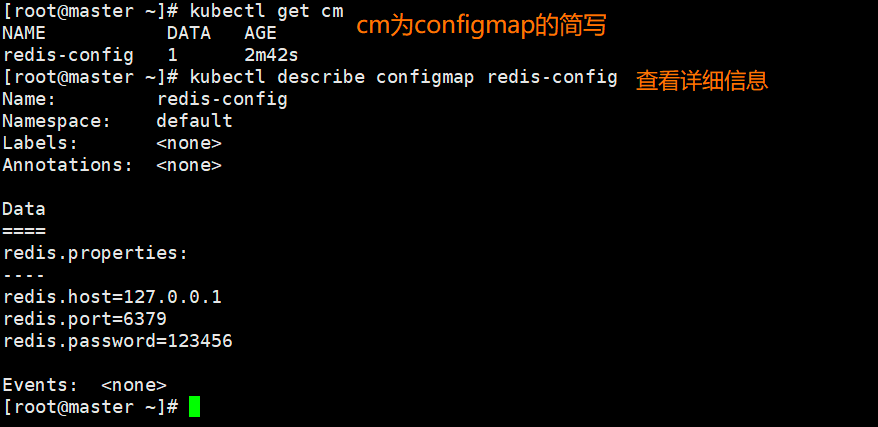 [root@master ~]# kubectl get cm
cm为configmap的简写
NAME           DATA   AGE
redis-config   1      2m42s
[root@master ~]# kubectl describe configmap redis-config
查看详细信息
Name:         redis-config
Namespace:    default
Labels:       <none>
Annotations:  <none>
Data
====
redis.properties:
----
redis.host=127.0.0.1
redis.port=6379
redis.password=123456
Events:  <none>
[root@master ~]#